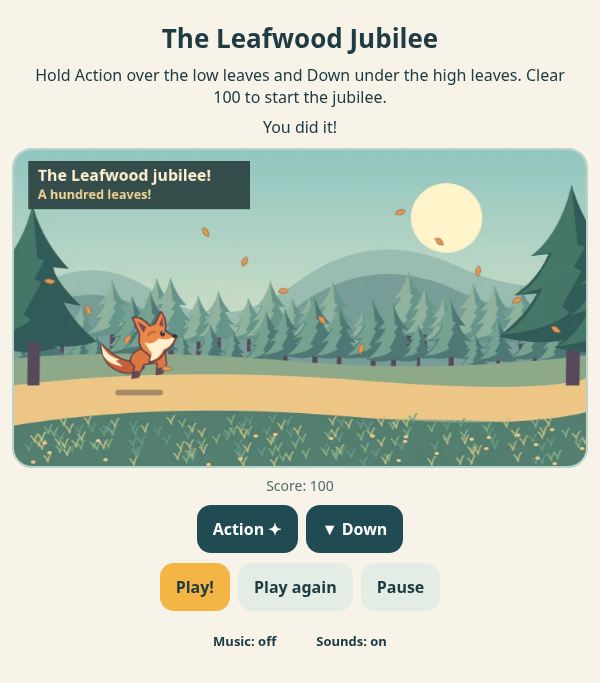 The Leafwood Jubilee
Hold Action over the low leaves and Down under the high leaves. Clear
100 to start the jubilee.
You did it!
The Leafwood jubilee!
A hundred leaves!
Score: 100
Action ✦
▼ Down
Play!
Play again
Pause
Music: off
Sounds: on